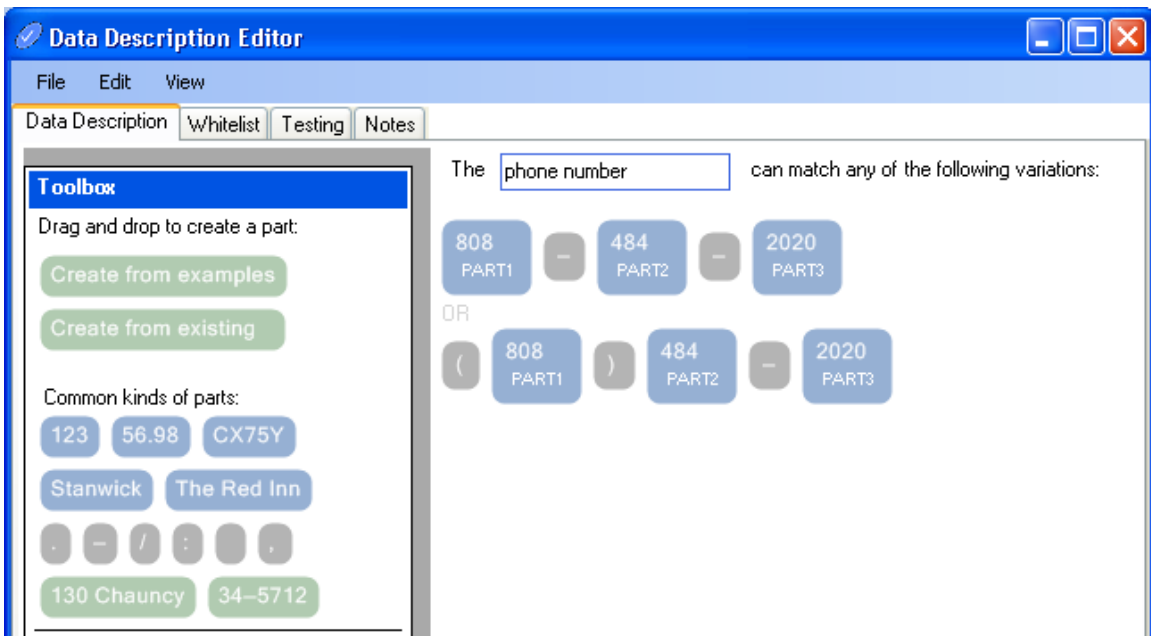 Data Description Editor
File Edit View
Data Description Whitelist Testing Notes
Toolbox
Drag and drop to create a part:
Create from examples
Create from existing
Common kinds of parts:
123 56.98 CX75Y
Stanwick The Red Inn
. – / : ,
130 Chauncy 34–5712
The phone number can match any of the following variations:
808 – 484 – 2020
PART1 PART2 PART3
OR
( 808 ) 484 – 2020
PART1 PART2 PART3